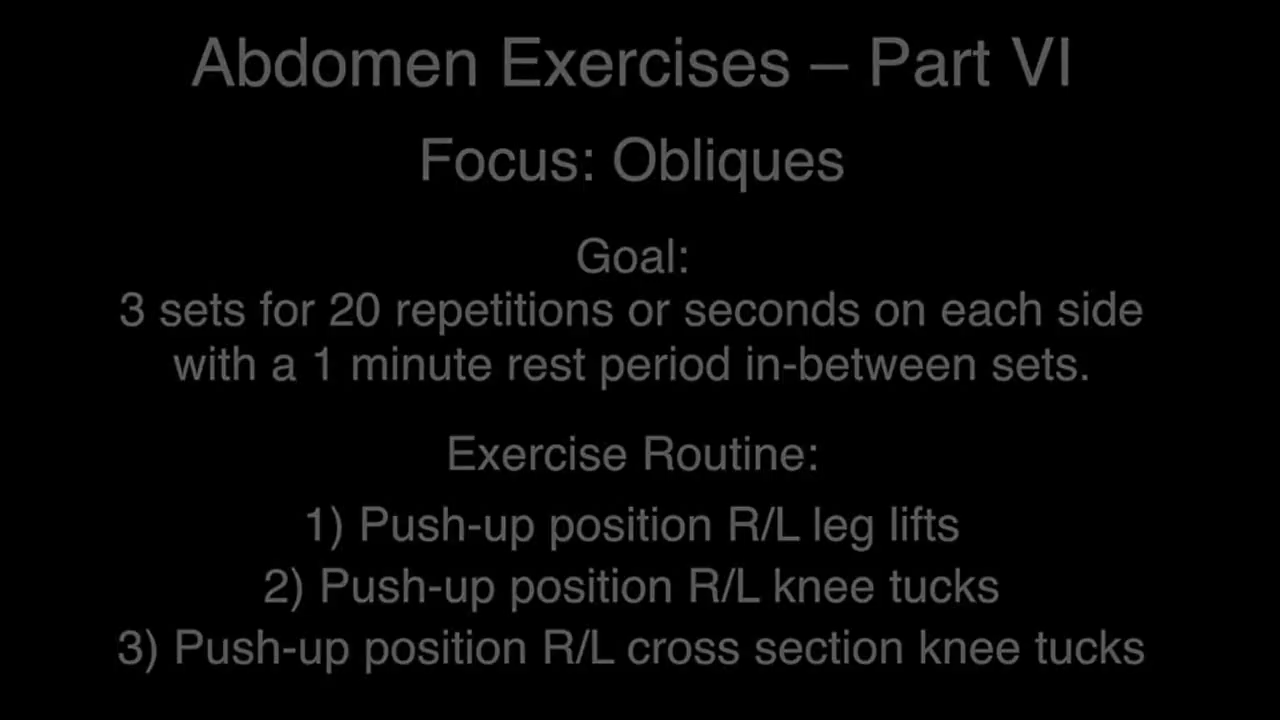 Abdomen Exercises – Part VI
Focus: Obliques
Goal:
3 sets for 20 repetitions or seconds on each side
with a 1 minute rest period in-between sets.
Exercise Routine:
1) Push-up position R/L leg lifts
2) Push-up position R/L knee tucks
3) Push-up position R/L cross section knee tucks